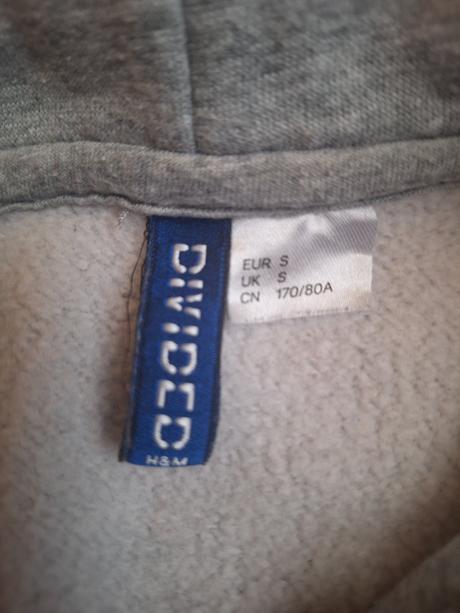 DIVIDED
H&M
EUR S
UK S
CN 170/80A